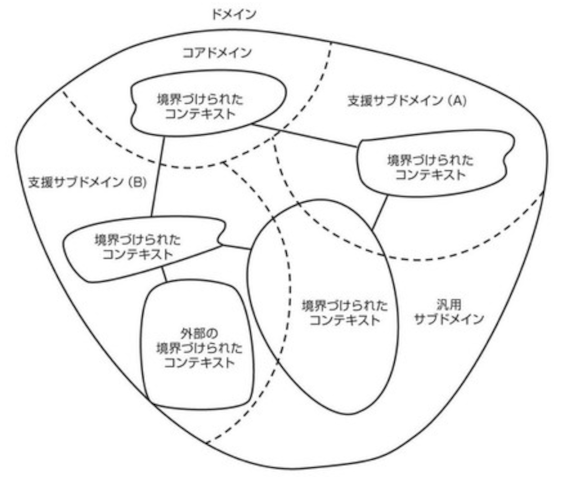 ドメイン
コアドメイン
境界づけられた
コンテキスト
支援サブドメイン(A)
境界づけられた
コンテキスト
支援サブドメイン(B)
境界づけられた
コンテキスト
境界づけられた
コンテキスト
汎用
サブドメイン
外部の
境界づけられた
コンテキスト